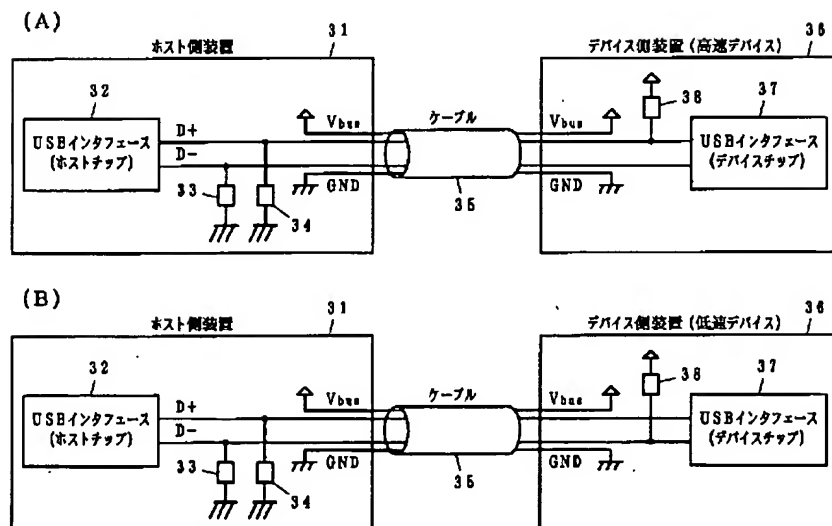 (A)
31
36
ホスト側装置
デバイス側装置(高速デバイス)
32
37
38
USBインタフェース
(ホストチップ)
D+
D-
Vbus
ケーブル
Vbus
USBインタフェース
(デバイスチップ)
33
34
GND
35
GND
(B)
31
36
ホスト側装置
デバイス側装置(低速デバイス)
32
37
38
USBインタフェース
(ホストチップ)
D+
D-
Vbus
ケーブル
Vbus
USBインタフェース
(デバイスチップ)
33
34
GND
35
GND